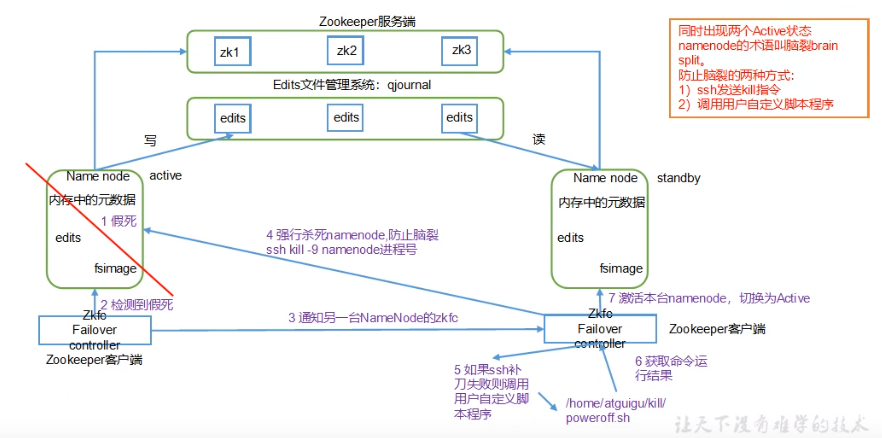 Zookeeper服务端
zk1
zk2
zk3
Edits文件管理系统：qjournal
edits
edits
edits
写
读
同时出现两个Active状态
namenode的术语叫脑裂brain
split。
防止脑裂的两种方式：
1）ssh发送kill指令
2）调用用户自定义脚本程序
Name node
active
内存中的元数据
1 假死
edits
fsimage
2 检测到假死
Zkfc
Failover
controller
Zookeeper客户端
3 通知另一台NameNode的zkfc
4 强行杀死namenode,防止脑裂
ssh kill -9 namenode进程号
Name node
standby
内存中的元数据
edits
fsimage
7 激活本台namenode，切换为Active
Zkfc
Failover
controller
Zookeeper客户端
5 如果ssh补
刀失败则调用
用户自定义脚
本程序
6 获取命令运
行结果
/home/atguigu/kill/
poweroff.sh
让天下没有难学的技术